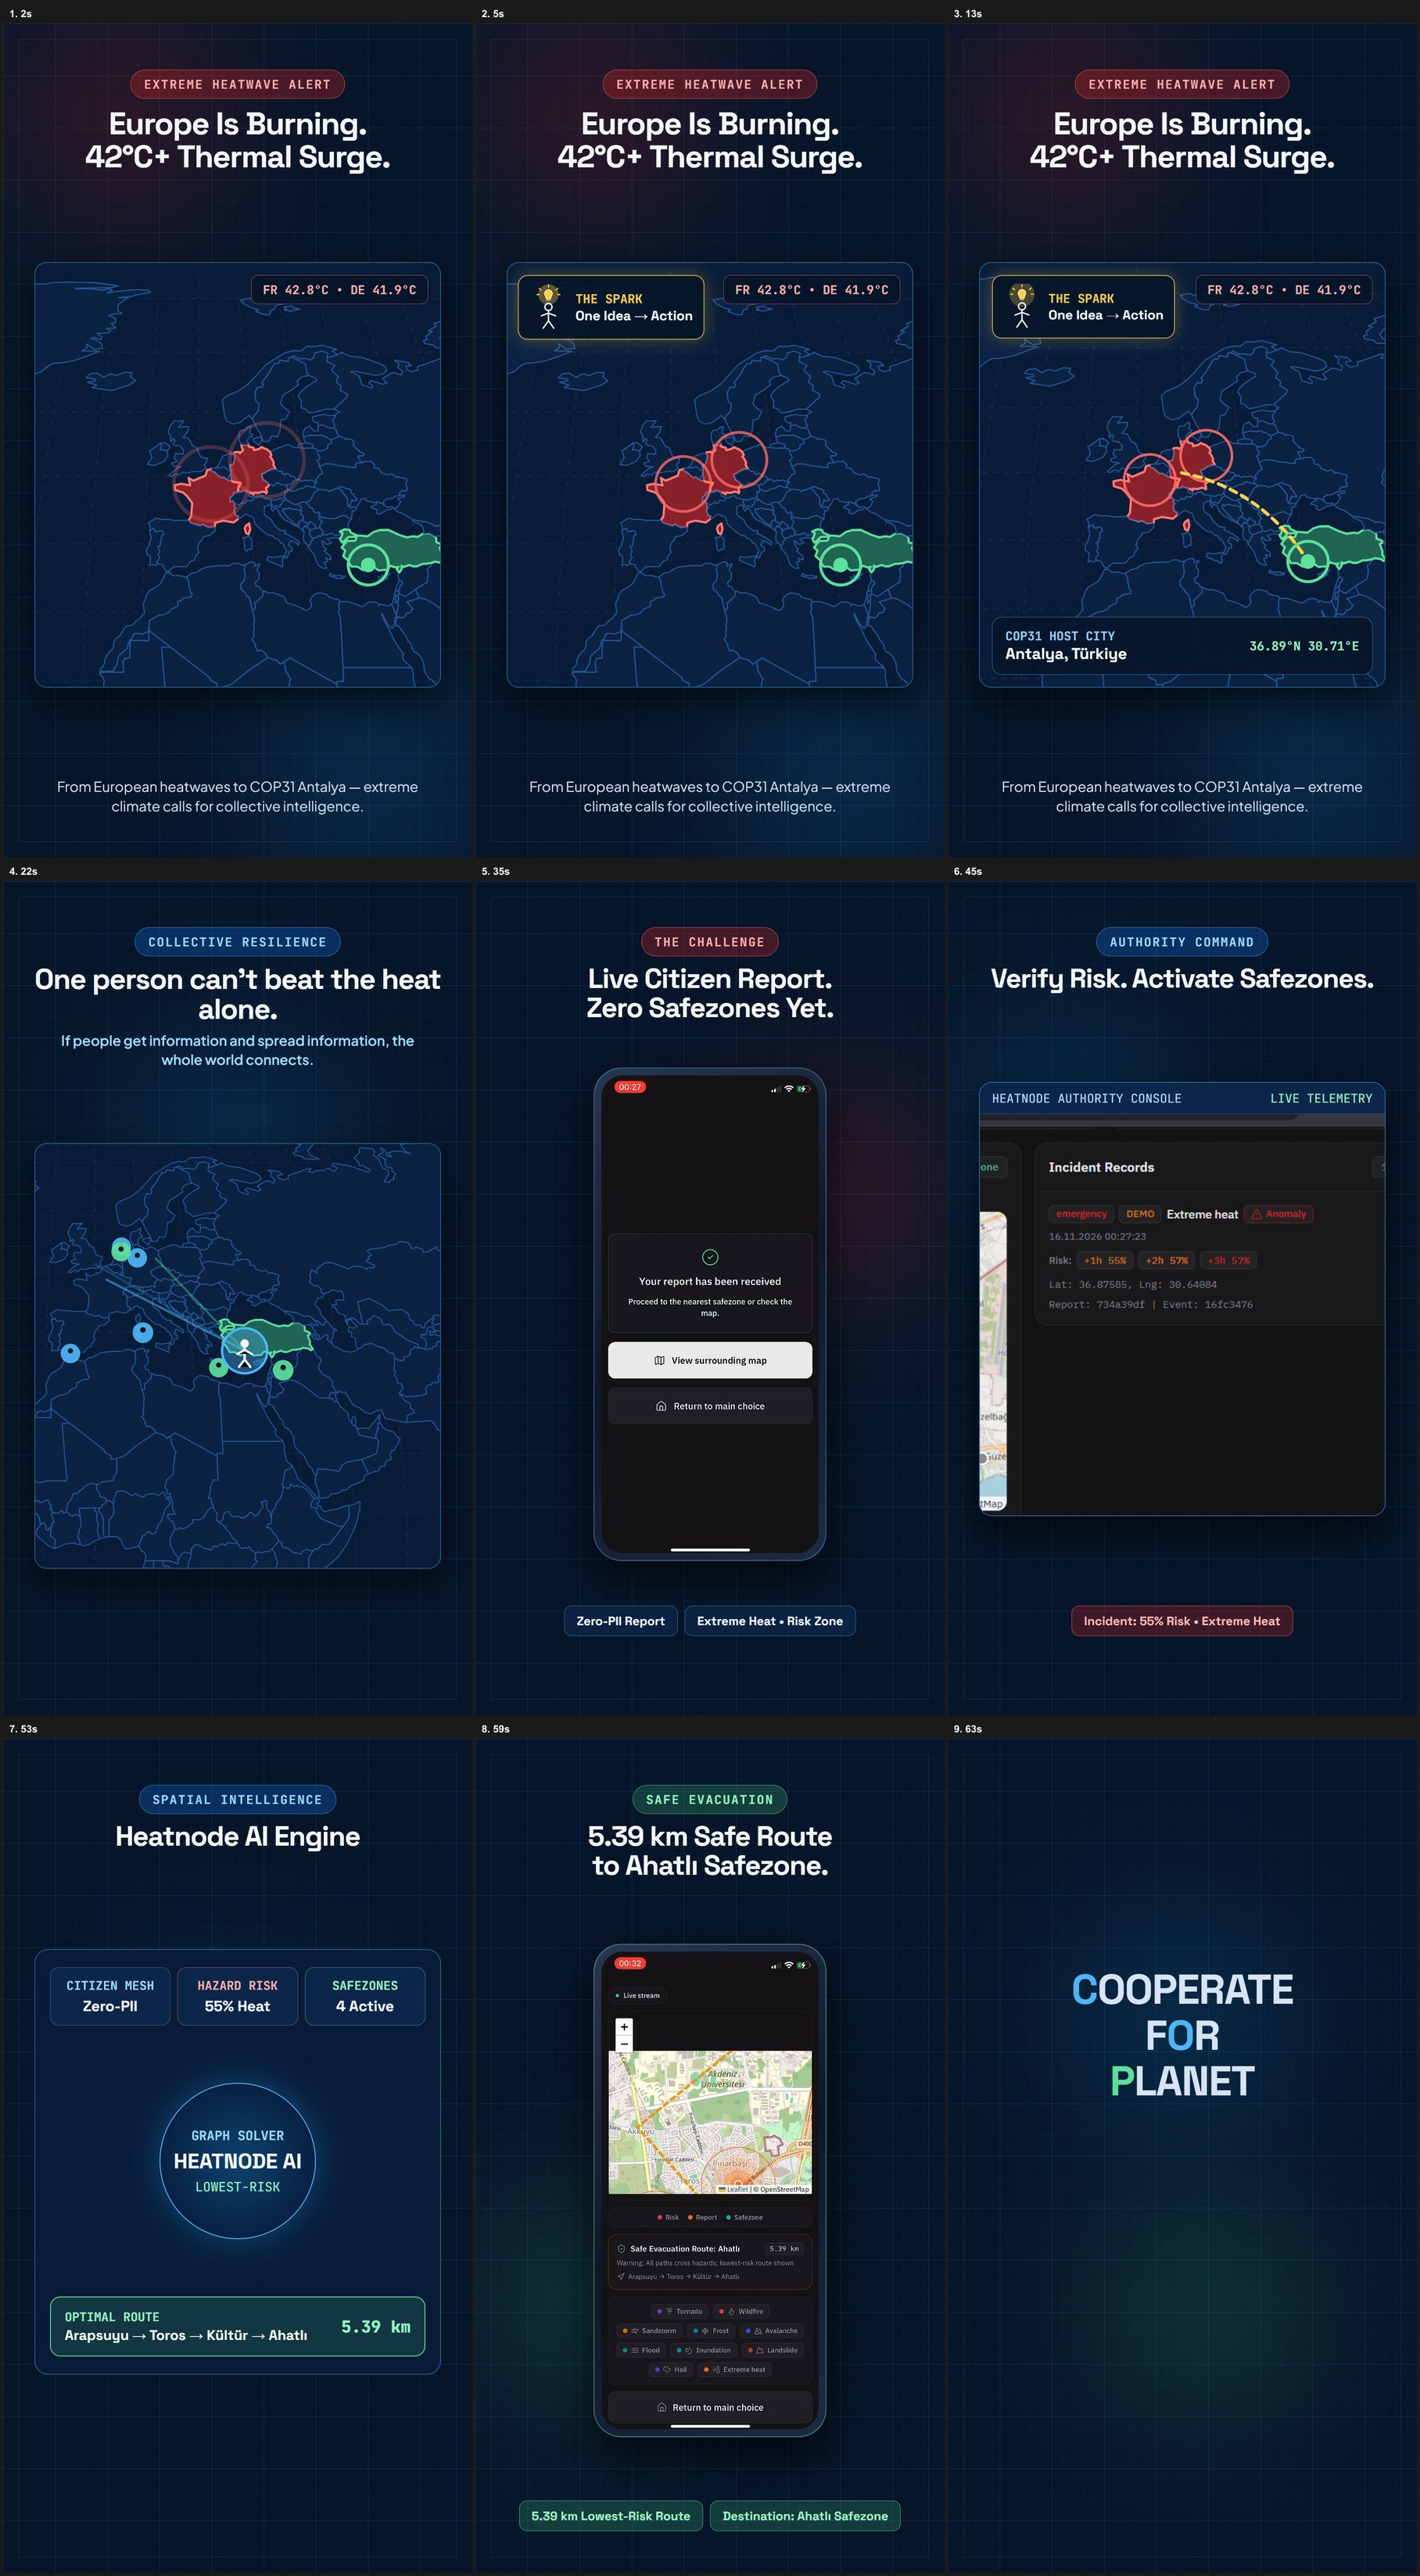 1. 2s
EXTREME HEATWAVE ALERT
Europe Is Burning.
42°C+ Thermal Surge.
FR 42.8°C • DE 41.9°C
From European heatwaves to COP31 Antalya — extreme
climate calls for collective intelligence.
2. 5s
EXTREME HEATWAVE ALERT
Europe Is Burning.
42°C+ Thermal Surge.
THE SPARK
One Idea → Action
FR 42.8°C • DE 41.9°C
From European heatwaves to COP31 Antalya — extreme
climate calls for collective intelligence.
3. 13s
EXTREME HEATWAVE ALERT
Europe Is Burning.
42°C+ Thermal Surge.
THE SPARK
One Idea → Action
FR 42.8°C • DE 41.9°C
COP31 HOST CITY
Antalya, Türkiye
36.89°N 30.71°E
From European heatwaves to COP31 Antalya — extreme
climate calls for collective intelligence.
4. 22s
COLLECTIVE RESILIENCE
One person can't beat the heat
alone.
If people get information and spread information, the
whole world connects.
5. 35s
THE CHALLENGE
Live Citizen Report.
Zero Safezones Yet.
00:27
Your report has been received
Proceed to the nearest safezone or check the
map.
View surrounding map
Return to main choice
Zero-PII Report
Extreme Heat • Risk Zone
6. 45s
AUTHORITY COMMAND
Verify Risk. Activate Safezones.
HEATNODE AUTHORITY CONSOLE
LIVE TELEMETRY
one
Incident Records
emergency DEMO Extreme heat Anomaly
16.11.2026 00:27:23
Risk: +1h 55% +2h 57% +3h 57%
Lat: 36.87585, Lng: 30.64084
Report: 734a39df | Event: 16fc3476
tMap
Incident: 55% Risk • Extreme Heat
7. 53s
SPATIAL INTELLIGENCE
Heatnode AI Engine
CITIZEN MESH
Zero-PII
HAZARD RISK
55% Heat
SAFEZONES
4 Active
GRAPH SOLVER
HEATNODE AI
LOWEST-RISK
OPTIMAL ROUTE
Arapsuyu → Toros → Kültür → Ahatlı
5.39 km
8. 59s
SAFE EVACUATION
5.39 km Safe Route
to Ahatlı Safezone.
00:32
Live stream
+
−
Akdeniz
Üniversitesi
Pınarbaşı
Toros
Leaflet | © OpenStreetMap
Risk Report Safezone
Safe Evacuation Route: Ahatlı 5.39 km
Warning: All paths cross hazards; lowest-risk route shown
Arapsuyu → Toros → Kültür → Ahatlı
Tornado Wildfire
Sandstorm Frost Avalanche
Flood Inundation Landslide
Hail Extreme heat
Return to main choice
5.39 km Lowest-Risk Route
Destination: Ahatlı Safezone
9. 63s
COOPERATE
FOR
PLANET